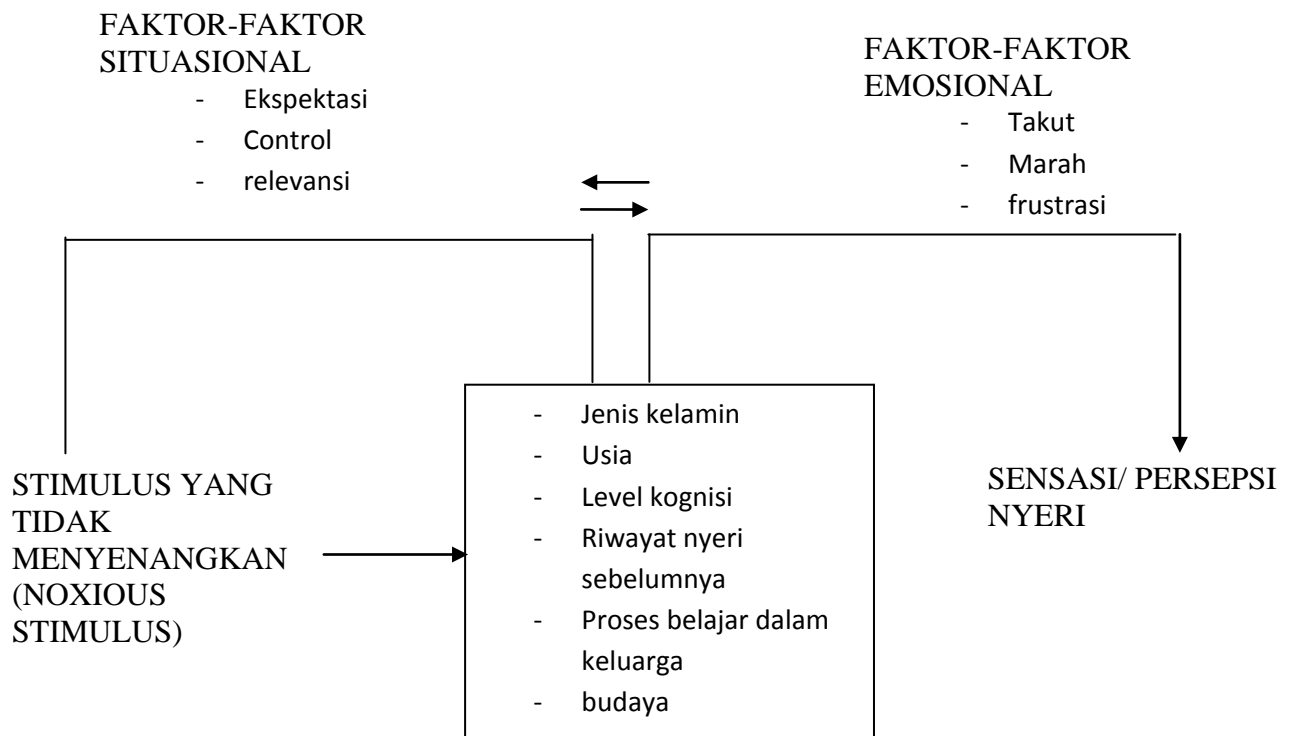 FAKTOR-FAKTOR
SITUASIONAL
- Ekspektasi
- Control
- relevansi
FAKTOR-FAKTOR
EMOSIONAL
- Takut
- Marah
- frustrasi
STIMULUS YANG
TIDAK
MENYENANGKAN
(NOXIOUS
STIMULUS)
- Jenis kelamin
- Usia
- Level kognisi
- Riwayat nyeri
sebelumnya
- Proses belajar dalam
keluarga
- budaya
SENSASI/ PERSEPSI
NYERI